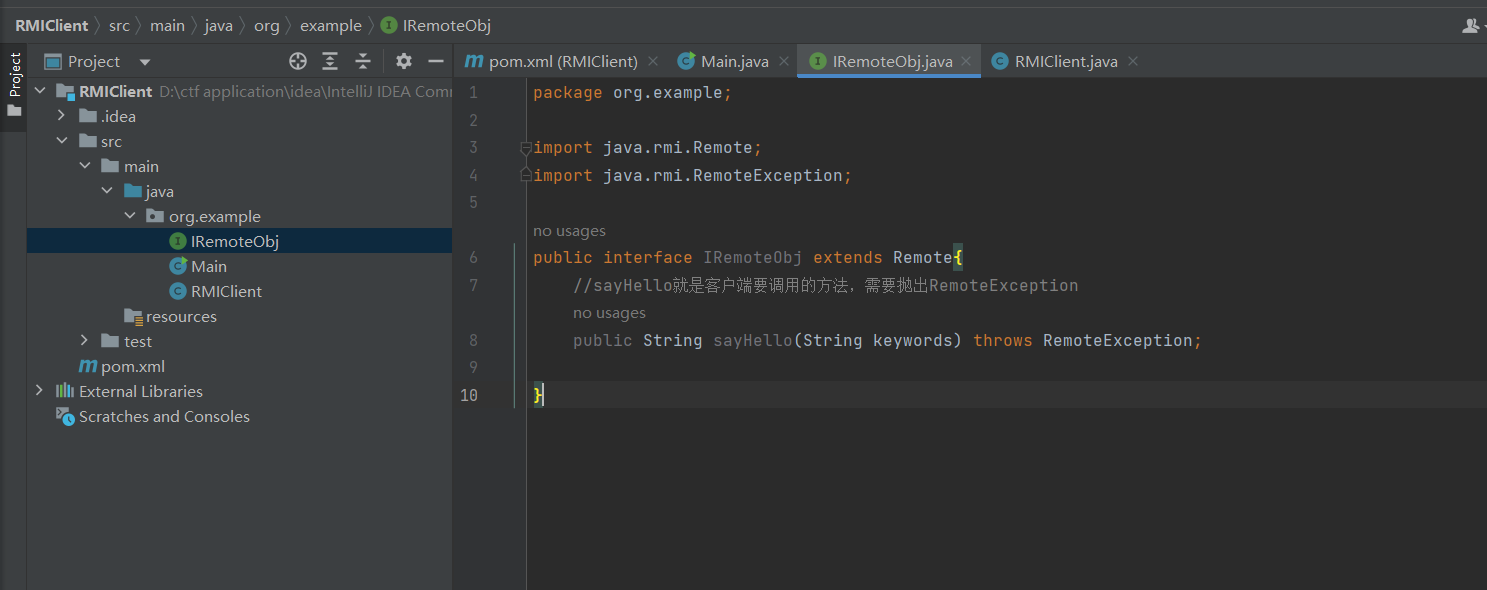 RMIClient src main java org example IRemoteObj
Project
Project
pom.xml (RMIClient) Main.java IRemoteObj.java RMIClient.java
RMIClient D:\ctf application\idea\IntelliJ IDEA Comm
.idea
src
main
java
org.example
IRemoteObj
Main
RMIClient
resources
test
pom.xml
External Libraries
Scratches and Consoles
1 package org.example;
2
3 import java.rmi.Remote;
4 import java.rmi.RemoteException;
5
no usages
6 public interface IRemoteObj extends Remote{
7 //sayHello就是客户端要调用的方法，需要抛出RemoteException
no usages
8 public String sayHello(String keywords) throws RemoteException;
9
10 }